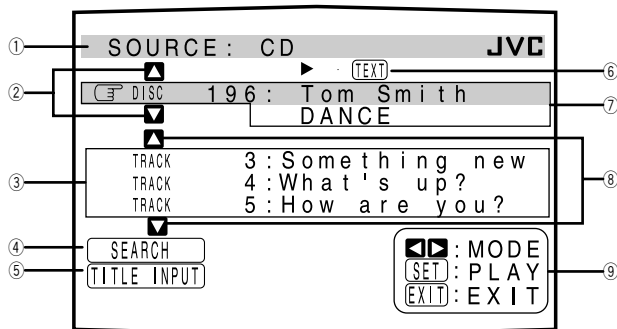 ① SOURCE: CD JVC
② ▲ ► · TEXT ⑥
DISC 196: Tom Smith ⑦
▼ DANCE
▲
TRACK 3:Something new ⑧
③ TRACK 4:What's up?
TRACK 5:How are you?
▼
④ SEARCH ◄►:MODE
⑤ TITLE INPUT SET:PLAY ⑨
EXIT:EXIT